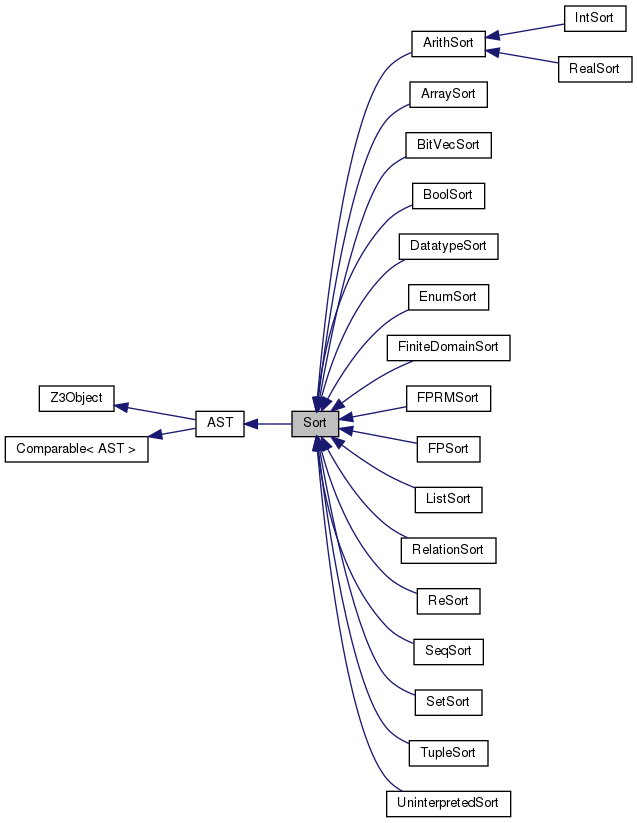 IntSort
ArithSort
RealSort
ArraySort
BitVecSort
BoolSort
DatatypeSort
EnumSort
FiniteDomainSort
Z3Object
FPRMSort
AST
Sort
Comparable< AST >
FPSort
ListSort
RelationSort
ReSort
SeqSort
SetSort
TupleSort
UninterpretedSort